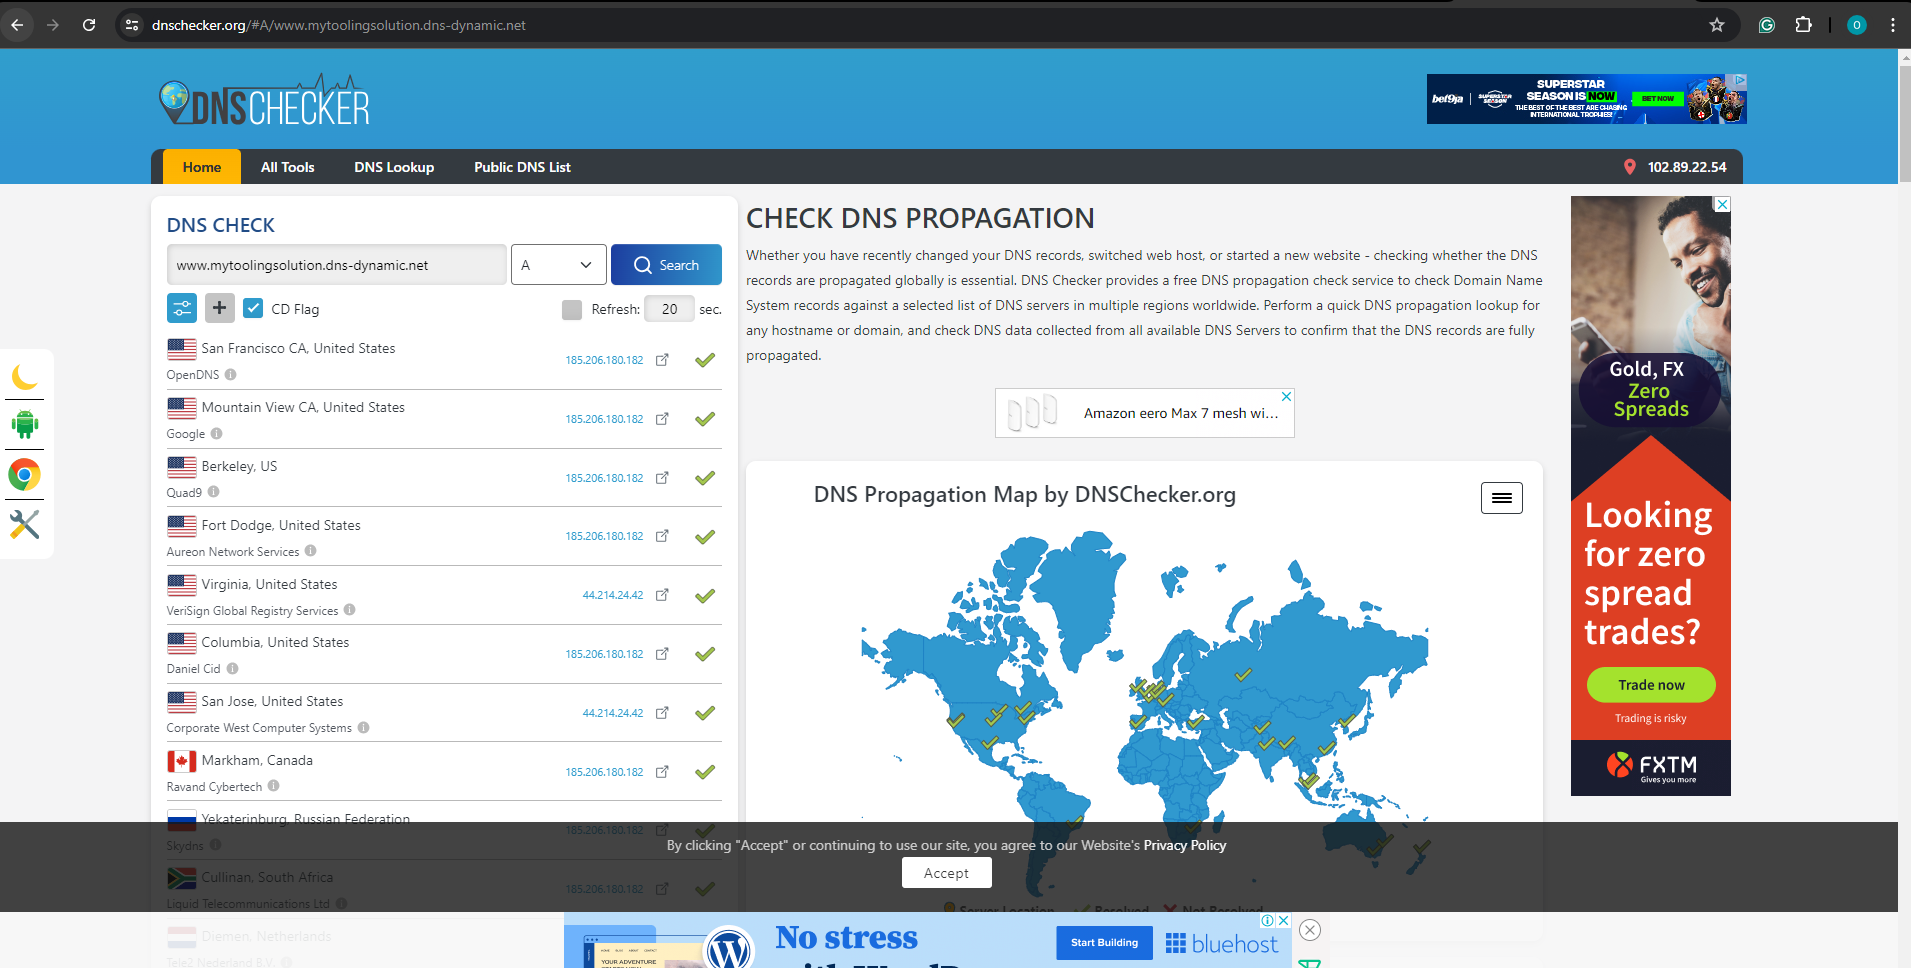 dnschecker.org/#A/www.mytoolingsolution.dns-dynamic.net
O
DNSCHECKER
bet9ja
SUPERSTAR SEASON
SUPERSTAR
SEASON IS NOW
THE BEST OF THE BEST ARE CHASING
INTERNATIONAL TROPHIES!
BET NOW
Home
All Tools
DNS Lookup
Public DNS List
102.89.22.54
DNS CHECK
www.mytoolingsolution.dns-dynamic.net
A
Search
CD Flag
Refresh:
20
sec.
San Francisco CA, United States
OpenDNS
185.206.180.182
Mountain View CA, United States
Google
185.206.180.182
Berkeley, US
Quad9
185.206.180.182
Fort Dodge, United States
Aureon Network Services
185.206.180.182
Virginia, United States
VeriSign Global Registry Services
44.214.24.42
Columbia, United States
Daniel Cid
185.206.180.182
San Jose, United States
Corporate West Computer Systems
44.214.24.42
Markham, Canada
Ravand Cybertech
185.206.180.182
Yekaterinburg, Russian Federation
Skydns
185.206.180.182
Cullinan, South Africa
Liquid Telecommunications Ltd
185.206.180.182
Diemen, Netherlands
Tele2 Nederland B.V.
CHECK DNS PROPAGATION
Whether you have recently changed your DNS records, switched web host, or started a new website - checking whether the DNS
records are propagated globally is essential. DNS Checker provides a free DNS propagation check service to check Domain Name
System records against a selected list of DNS servers in multiple regions worldwide. Perform a quick DNS propagation lookup for
any hostname or domain, and check DNS data collected from all available DNS Servers to confirm that the DNS records are fully
propagated.
Amazon eero Max 7 mesh wi...
DNS Propagation Map by DNSChecker.org
Server Location
Resolved
Not Resolved
Gold, FX
Zero
Spreads
Looking
for zero
spread
trades?
Trade now
Trading is risky
FXTM
Gives you more
By clicking "Accept" or continuing to use our site, you agree to our Website's Privacy Policy
Accept
YOUR ADVENTURE
No stress
Start Building
bluehost